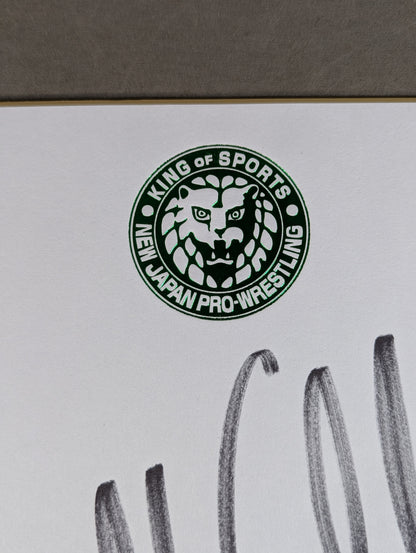 KING OF SPORTS
NEW JAPAN PRO-WRESTLING